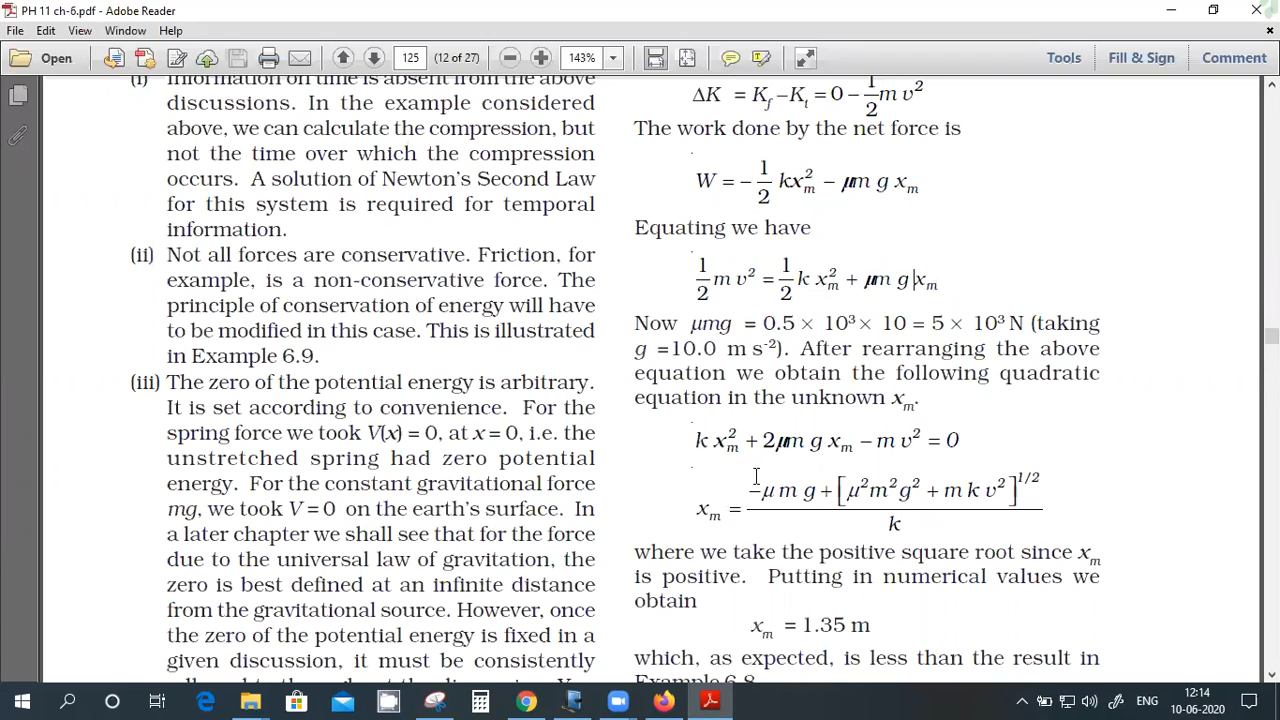 PH 11 ch-6.pdf - Adobe Reader
File Edit View Window Help
Open 125 (12 of 27) 143% Tools Fill & Sign Comment
(i) Information on time is absent from the above
discussions. In the example considered
above, we can calculate the compression, but
not the time over which the compression
occurs. A solution of Newton's Second Law
for this system is required for temporal
information.
(ii) Not all forces are conservative. Friction, for
example, is a non-conservative force. The
principle of conservation of energy will have
to be modified in this case. This is illustrated
in Example 6.9.
(iii) The zero of the potential energy is arbitrary.
It is set according to convenience. For the
spring force we took V(x) = 0, at x = 0, i.e. the
unstretched spring had zero potential
energy. For the constant gravitational force
mg, we took V = 0 on the earth's surface. In
a later chapter we shall see that for the force
due to the universal law of gravitation, the
zero is best defined at an infinite distance
from the gravitational source. However, once
the zero of the potential energy is fixed in a
given discussion, it must be consistently
ΔK = K_f – K_i = 0 – 1/2 m v²
The work done by the net force is
W = – 1/2 kx_m² – μm g x_m
Equating we have
1/2 m v² = 1/2 k x_m² + μm g x_m
Now μmg = 0.5 × 10³ × 10 = 5 × 10³ N (taking
g =10.0 m s⁻²). After rearranging the above
equation we obtain the following quadratic
equation in the unknown x_m.
k x_m² + 2μm g x_m – m v² = 0
x_m = –μ m g + [μ²m²g² + m k v²]^1/2 / k
where we take the positive square root since x_m
is positive. Putting in numerical values we
obtain
x_m = 1.35 m
which, as expected, is less than the result in
Example 6.8.
ENG 12:14
10-06-2020